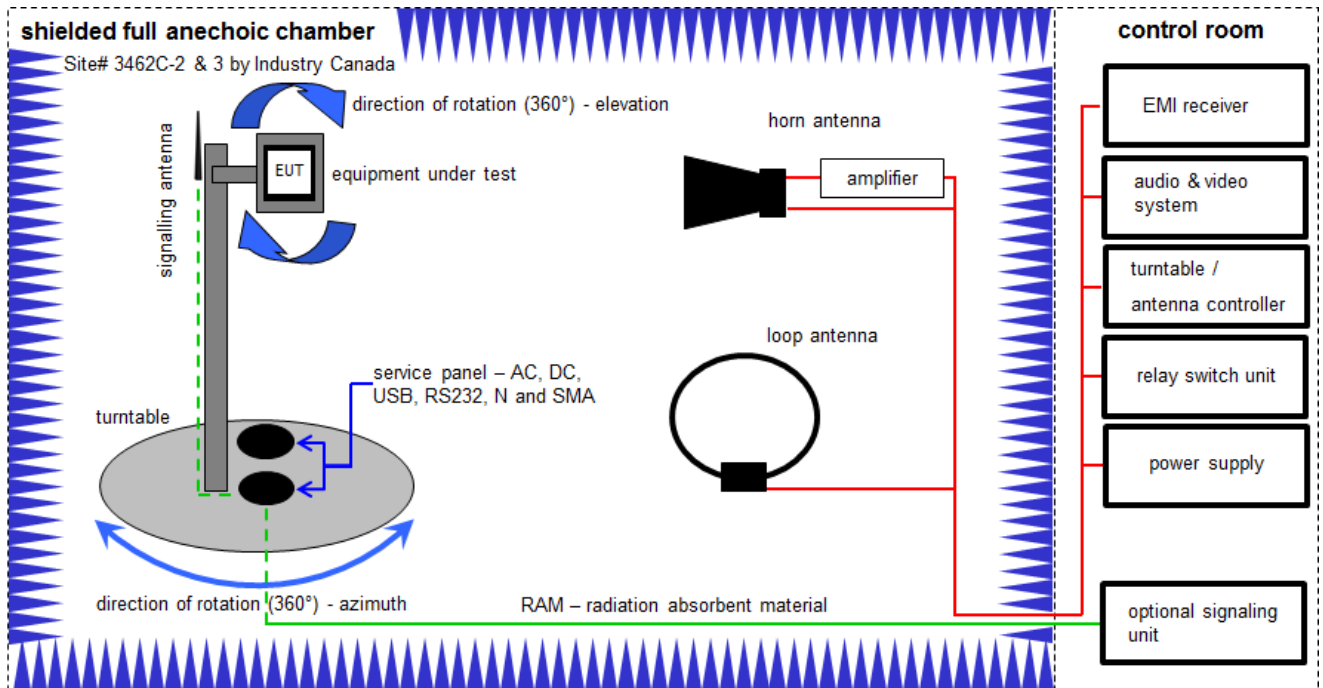 shielded full anechoic chamber
control room
Site# 3462C-2 & 3 by Industry Canada
direction of rotation (360°) - elevation
signalling antenna
EUT
equipment under test
horn antenna
amplifier
loop antenna
service panel – AC, DC,
USB, RS232, N and SMA
turntable
direction of rotation (360°) - azimuth
RAM – radiation absorbent material
EMI receiver
audio & video
system
turntable /
antenna controller
relay switch unit
power supply
optional signaling
unit